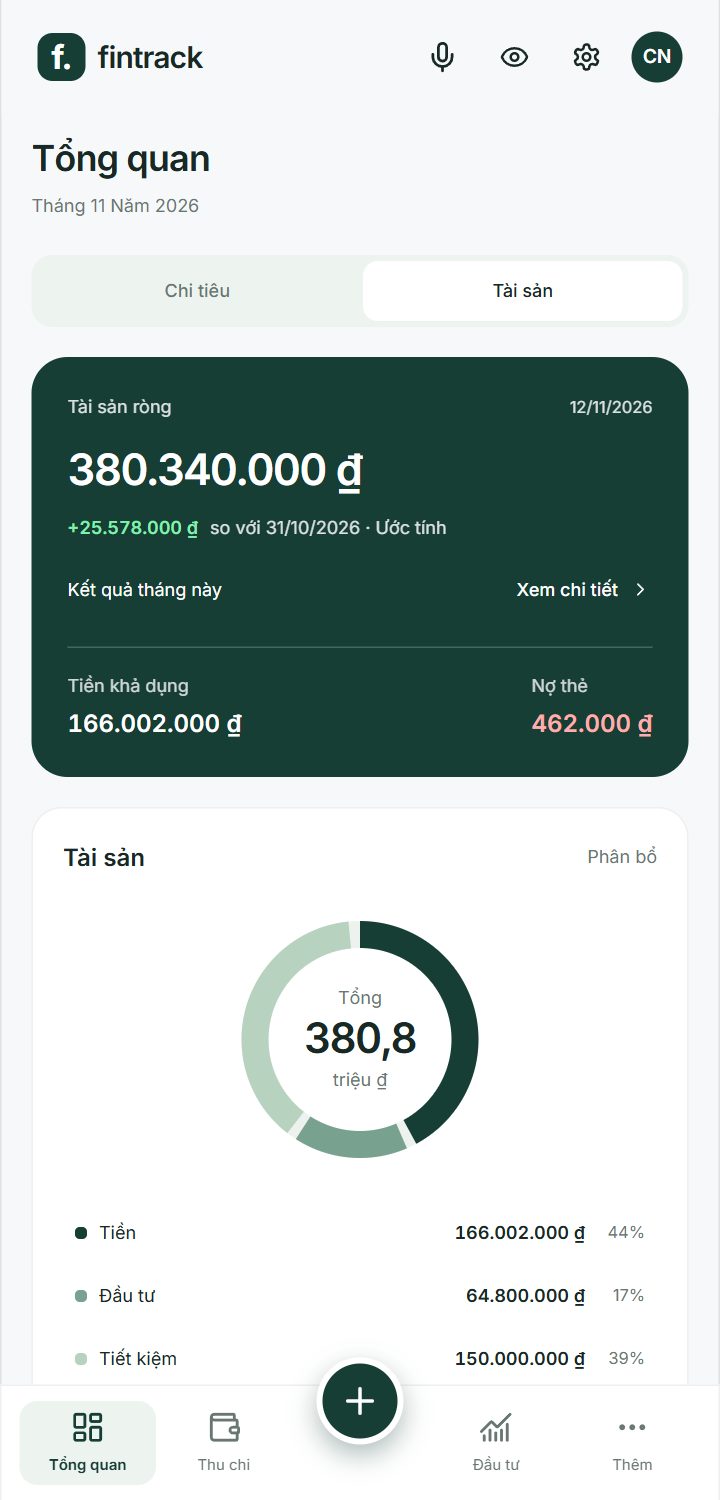 f. fintrack CN
Tổng quan
Tháng 11 Năm 2026
Chi tiêu Tài sản
Tài sản ròng 12/11/2026
380.340.000 ₫
+25.578.000 ₫ so với 31/10/2026 · Ước tính
Kết quả tháng này Xem chi tiết
Tiền khả dụng Nợ thẻ
166.002.000 ₫ 462.000 ₫
Tài sản Phân bổ
Tổng
380,8
triệu ₫
Tiền 166.002.000 ₫ 44%
Đầu tư 64.800.000 ₫ 17%
Tiết kiệm 150.000.000 ₫ 39%
Tổng quan Thu chi Đầu tư Thêm